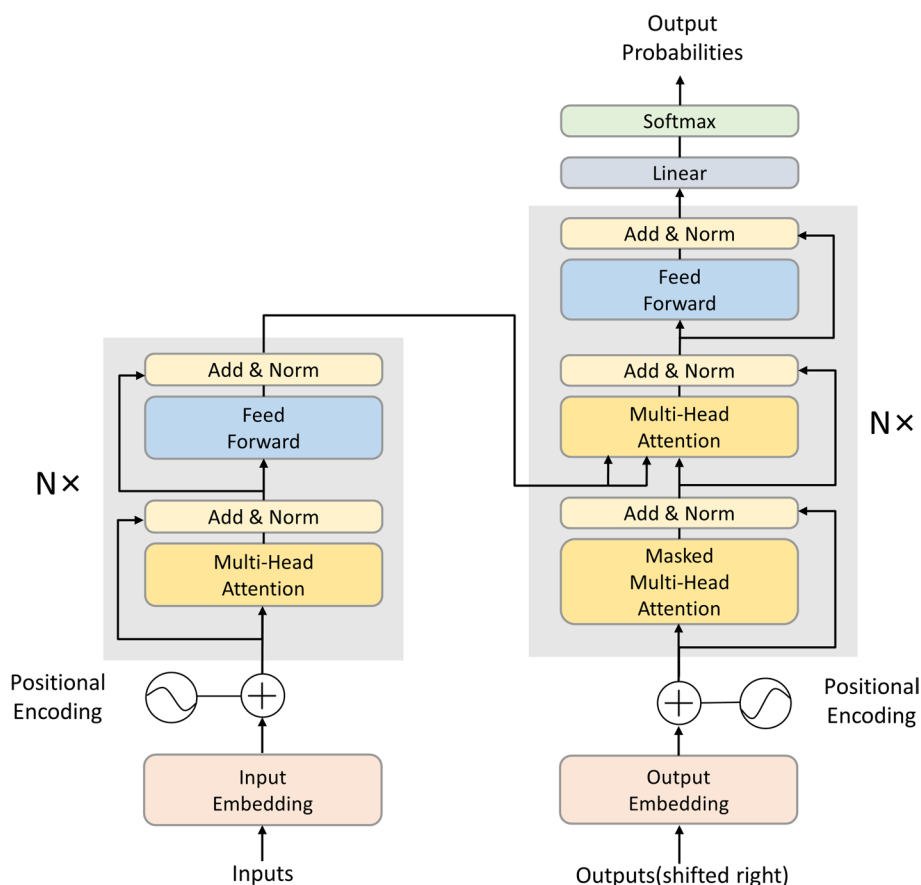 Output
Probabilities
Softmax
Linear
Add & Norm
Feed
Forward
Add & Norm
Multi-Head
Attention
N×
Add & Norm
Masked
Multi-Head
Attention
Positional
Encoding
Output
Embedding
Outputs(shifted right)
Add & Norm
Feed
Forward
N×
Add & Norm
Multi-Head
Attention
Positional
Encoding
Input
Embedding
Inputs